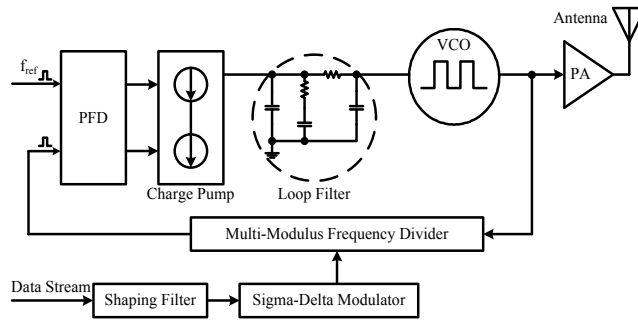 Antenna
VCO
f_ref
PFD
PA
Charge Pump
Loop Filter
Multi-Modulus Frequency Divider
Data Stream
Shaping Filter
Sigma-Delta Modulator